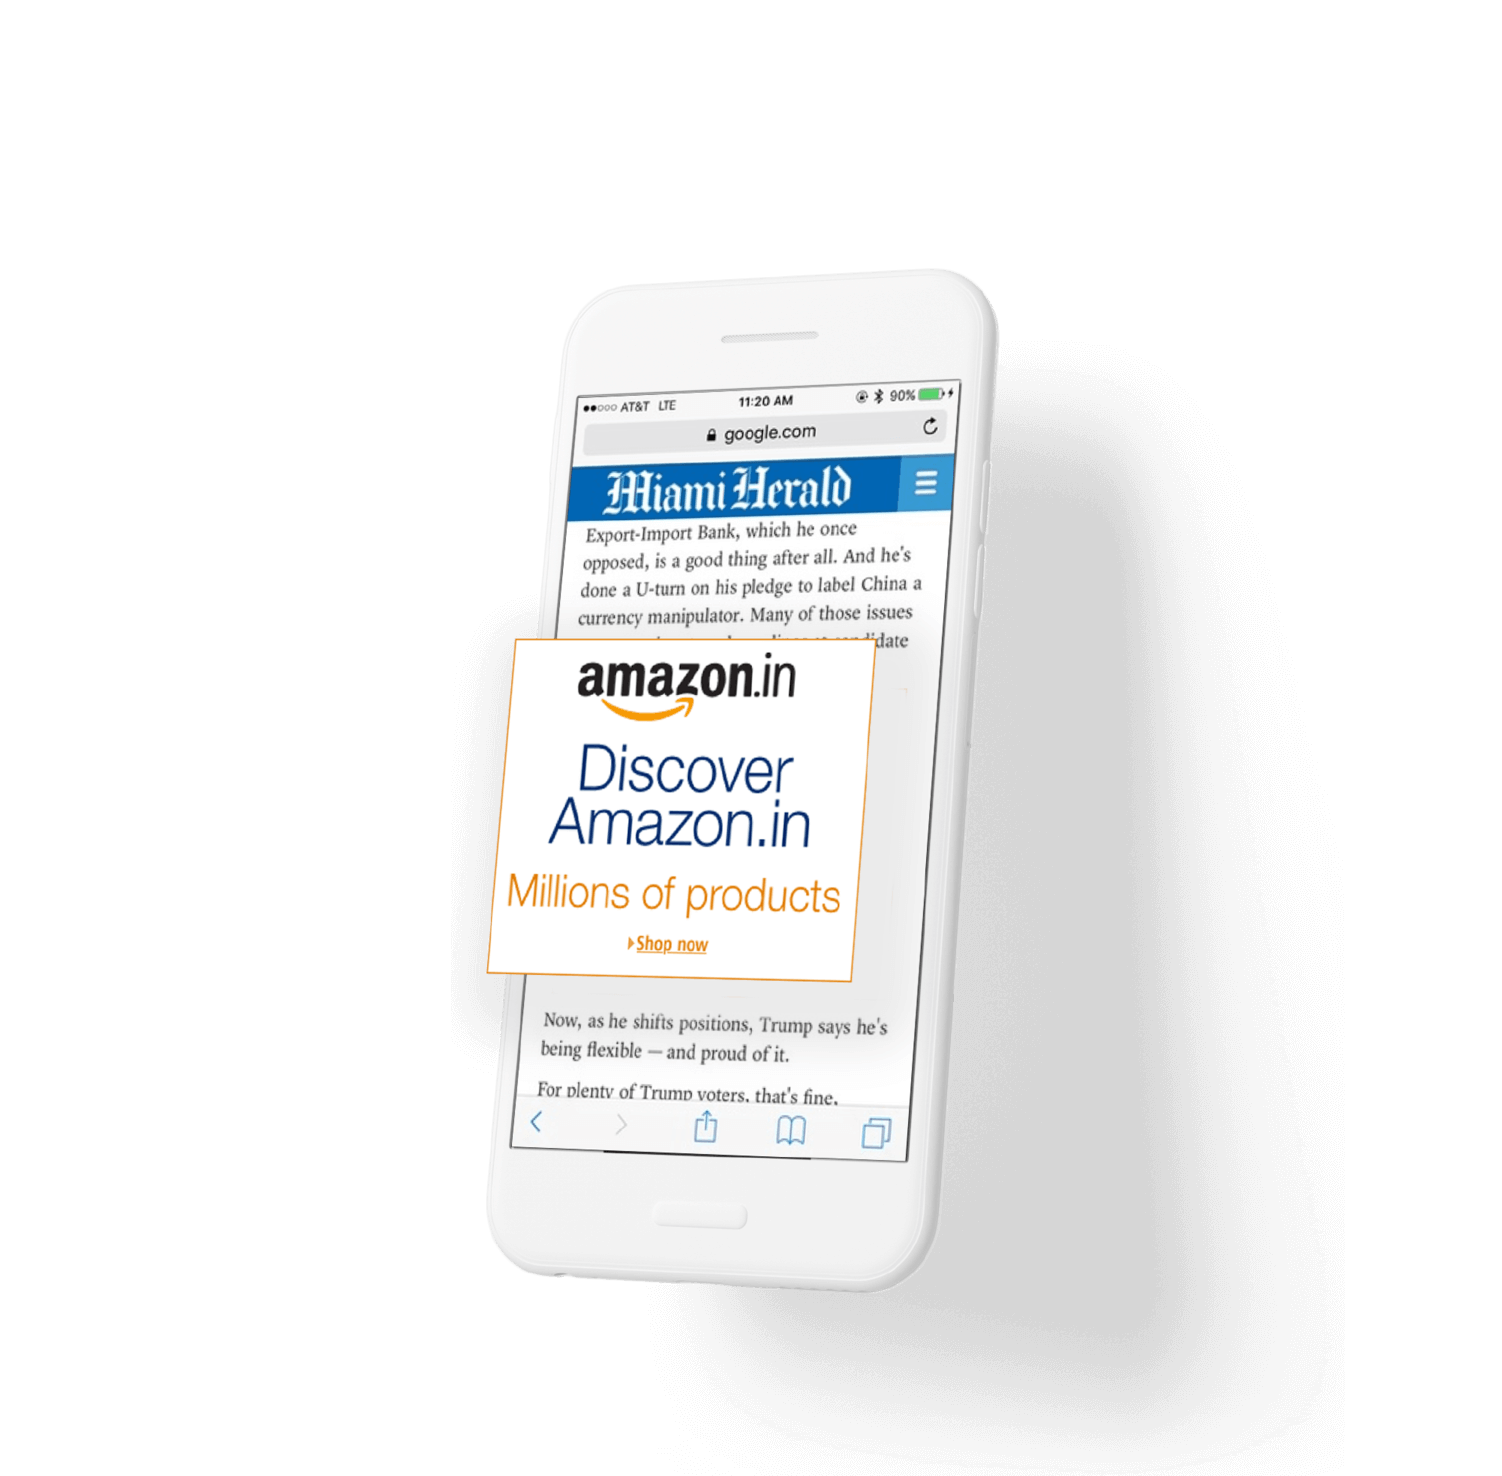 AT&T LTE 11:20 AM 90%
google.com
Miami Herald
Export-Import Bank, which he once
opposed, is a good thing after all. And he's
done a U-turn on his pledge to label China a
currency manipulator. Many of those issues
amazon.in
Discover
Amazon.in
Millions of products
Shop now
Now, as he shifts positions, Trump says he's
being flexible — and proud of it.
For plenty of Trump voters, that's fine,